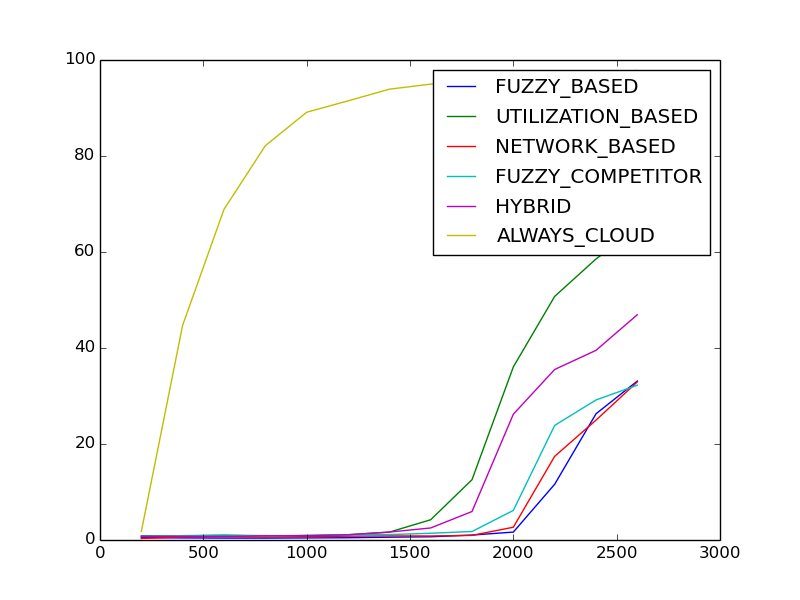 100
80
60
40
20
0
0 500 1000 1500 2000 2500 3000
FUZZY_BASED
UTILIZATION_BASED
NETWORK_BASED
FUZZY_COMPETITOR
HYBRID
ALWAYS_CLOUD